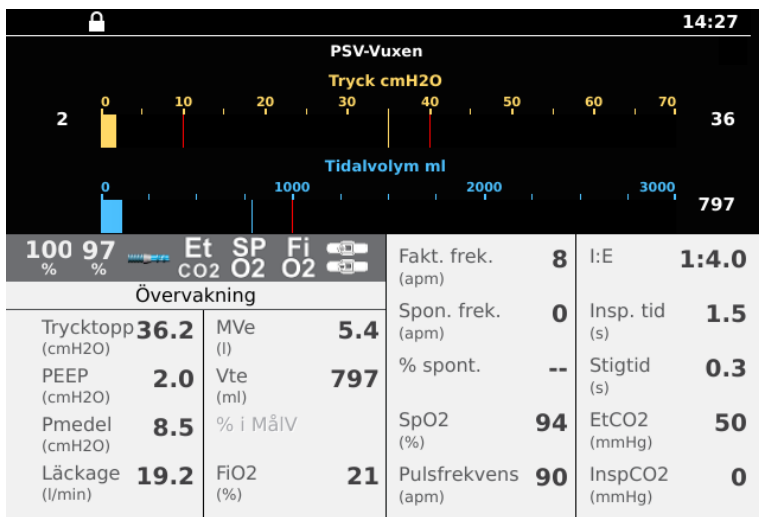 14:27
PSV-Vuxen
Tryck cmH2O
0 10 20 30 40 50 60 70
2 36
Tidalvolym ml
0 1000 2000 3000
797
100 97 Et SP Fi
% % CO2 O2 O2
Övervakning
Trycktopp 36.2
(cmH2O)
PEEP 2.0
(cmH2O)
Pmedel 8.5
(cmH2O)
Läckage 19.2
(l/min)
MVe 5.4
(l)
Vte 797
(ml)
% i MålV
FiO2 21
(%)
Fakt. frek. 8
(apm)
Spon. frek. 0
(apm)
% spont. --
SpO2 94
(%)
Pulsfrekvens 90
(apm)
I:E 1:4.0
Insp. tid 1.5
(s)
Stigtid 0.3
(s)
EtCO2 50
(mmHg)
InspCO2 0
(mmHg)